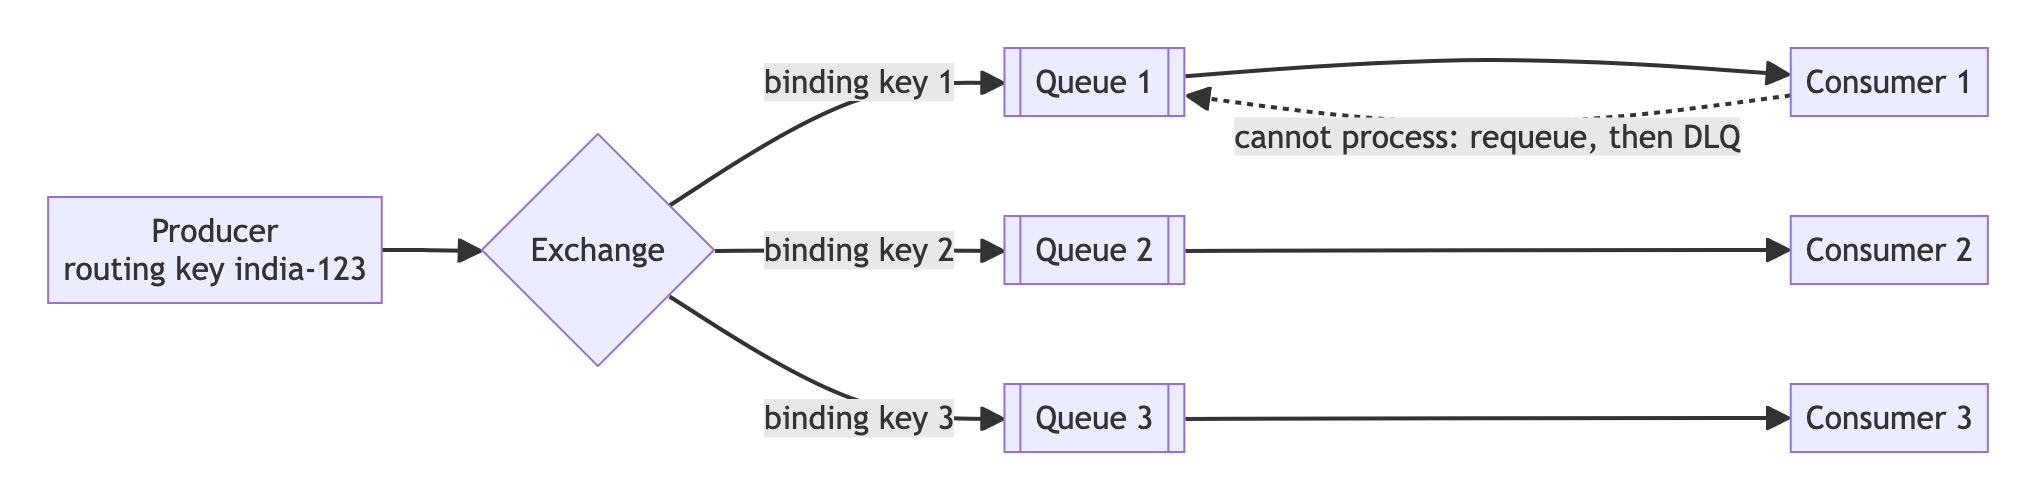 Producer
routing key india-123
Exchange
binding key 1
binding key 2
binding key 3
Queue 1
Queue 2
Queue 3
cannot process: requeue, then DLQ
Consumer 1
Consumer 2
Consumer 3